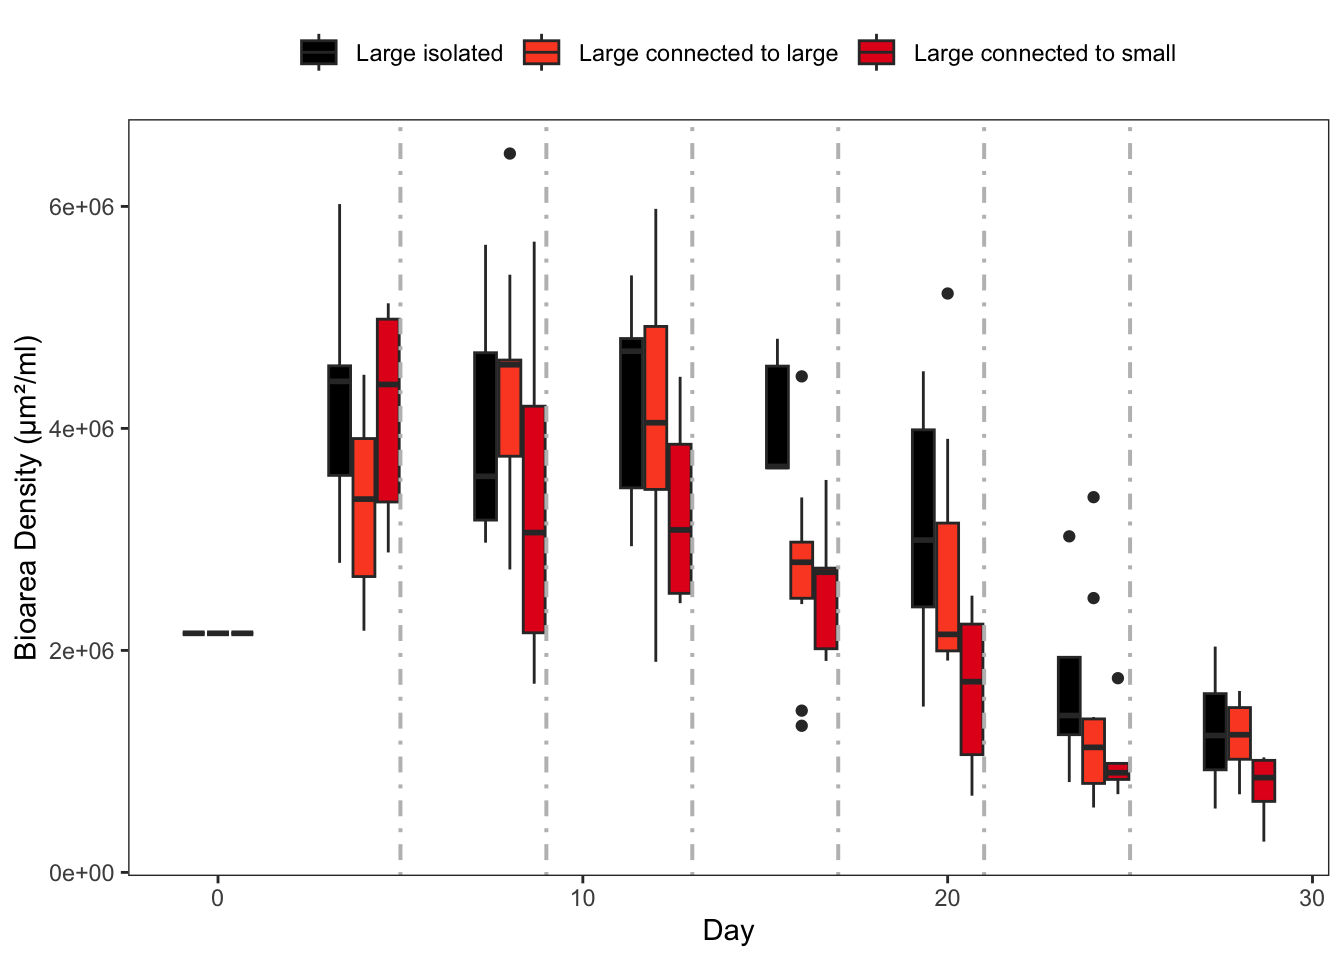 Large isolated Large connected to large Large connected to small
6e+06
4e+06
2e+06
0e+00
Bioarea Density (µm²/ml)
0 10 20 30
Day